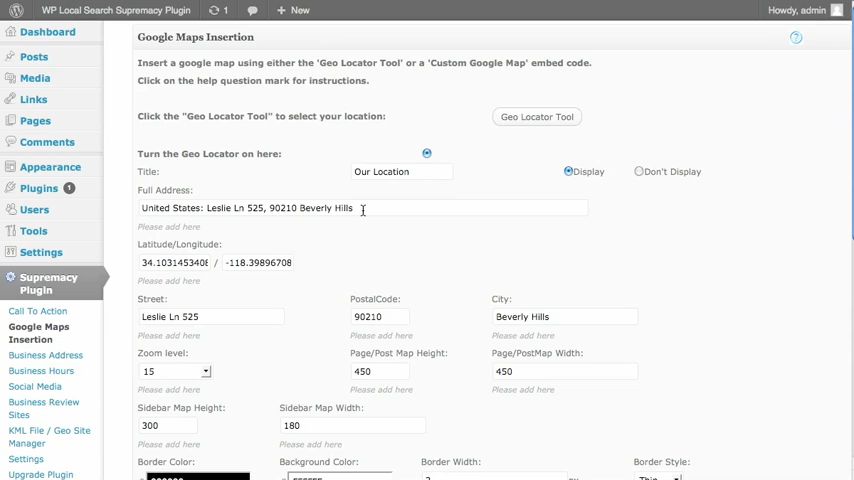 WP Local Search Supremacy Plugin 1 + New Howdy, admin
Dashboard
Posts
Media
Links
Pages
Comments
Appearance
Plugins 1
Users
Tools
Settings
Supremacy
Plugin
Call To Action
Google Maps
Insertion
Business Address
Business Hours
Social Media
Business Review
Sites
KML File / Geo Site
Manager
Settings
Upgrade Plugin
Google Maps Insertion ?
Insert a google map using either the 'Geo Locator Tool' or a 'Custom Google Map' embed code.
Click on the help question mark for instructions.
Click the "Geo Locator Tool" to select your location: Geo Locator Tool
Turn the Geo Locator on here:
Title: Our Location Display Don't Display
Full Address:
United States: Leslie Ln 525, 90210 Beverly Hills
Please add here
Latitude/Longitude:
34.1031453408 / -118.39896708
Please add here
Street: PostalCode: City:
Leslie Ln 525 90210 Beverly Hills
Please add here Please add here Please add here
Zoom level: Page/Post Map Height: Page/PostMap Width:
15 450 450
Please add here Please add here Please add here
Sidebar Map Height: Sidebar Map Width:
300 180
Please add here Please add here
Border Color: Background Color: Border Width: Border Style: